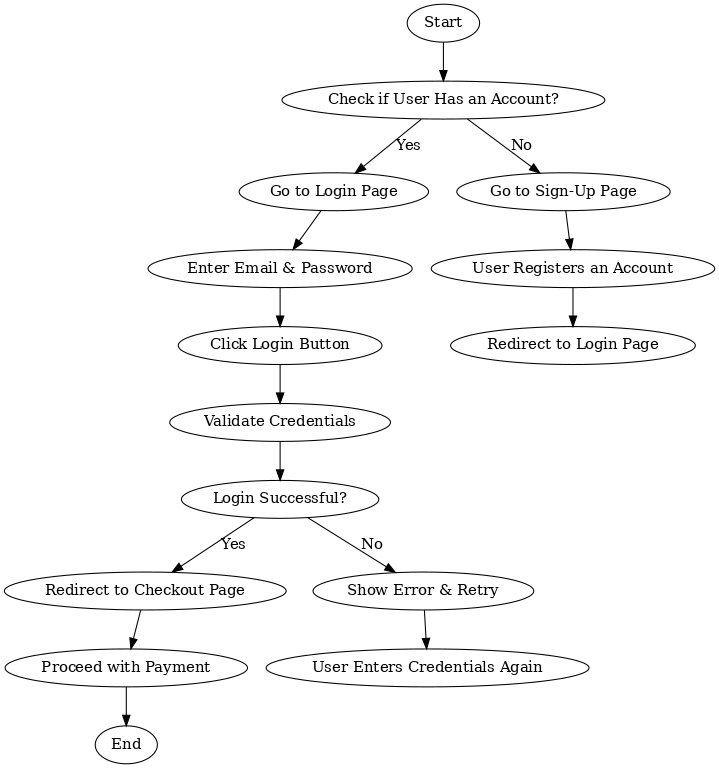 Start
Check if User Has an Account?
Yes
No
Go to Login Page
Go to Sign-Up Page
Enter Email & Password
User Registers an Account
Click Login Button
Redirect to Login Page
Validate Credentials
Login Successful?
Yes
No
Redirect to Checkout Page
Show Error & Retry
Proceed with Payment
User Enters Credentials Again
End